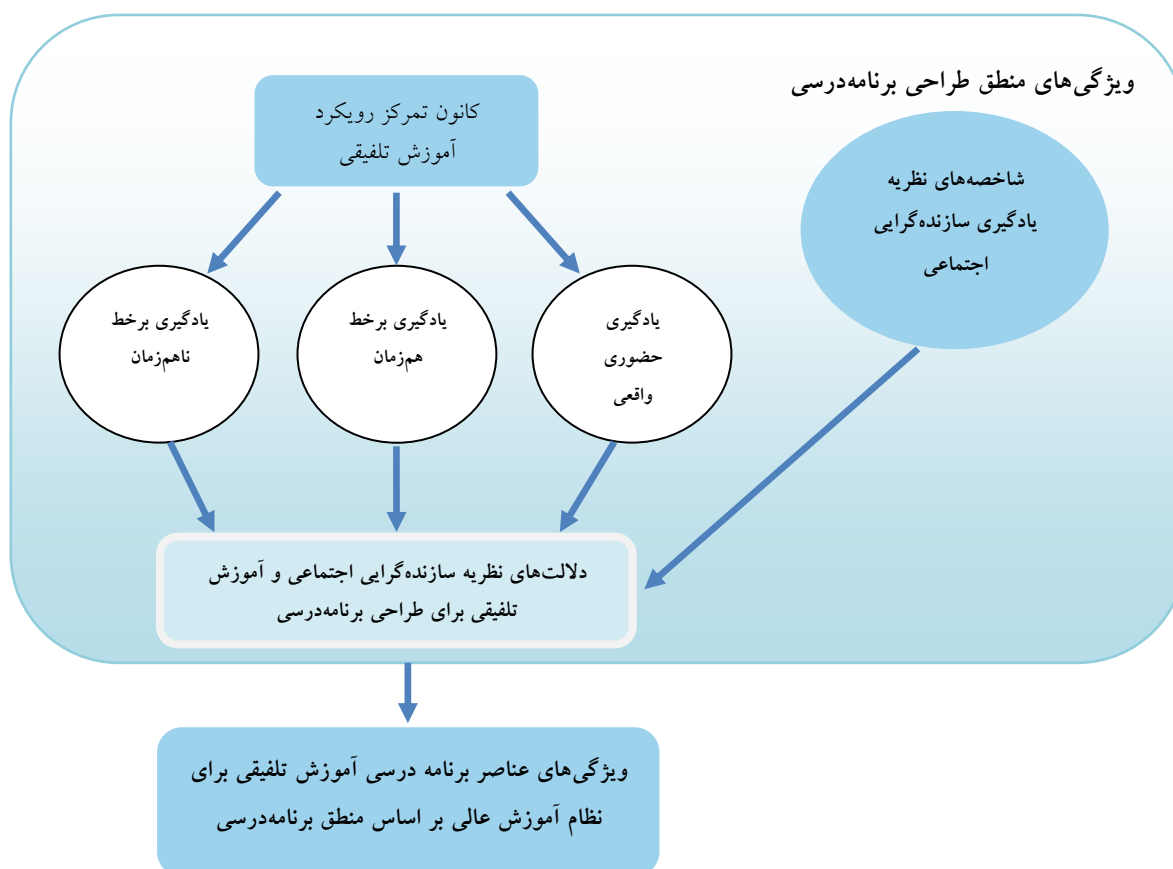 ویژگی‌های منطق طراحی برنامه‌درسی
کانون تمرکز رویکرد
آموزش تلفیقی
شاخصه‌های نظریه
یادگیری سازنده‌گرایی
اجتماعی
یادگیری
حضوری
واقعی
یادگیری برخط
هم‌زمان
یادگیری برخط
ناهم‌زمان
دلالت‌های نظریه سازنده‌گرایی اجتماعی و آموزش
تلفیقی برای طراحی برنامه‌درسی
ویژگی‌های عناصر برنامه درسی آموزش تلفیقی برای
نظام آموزش عالی بر اساس منطق برنامه‌درسی